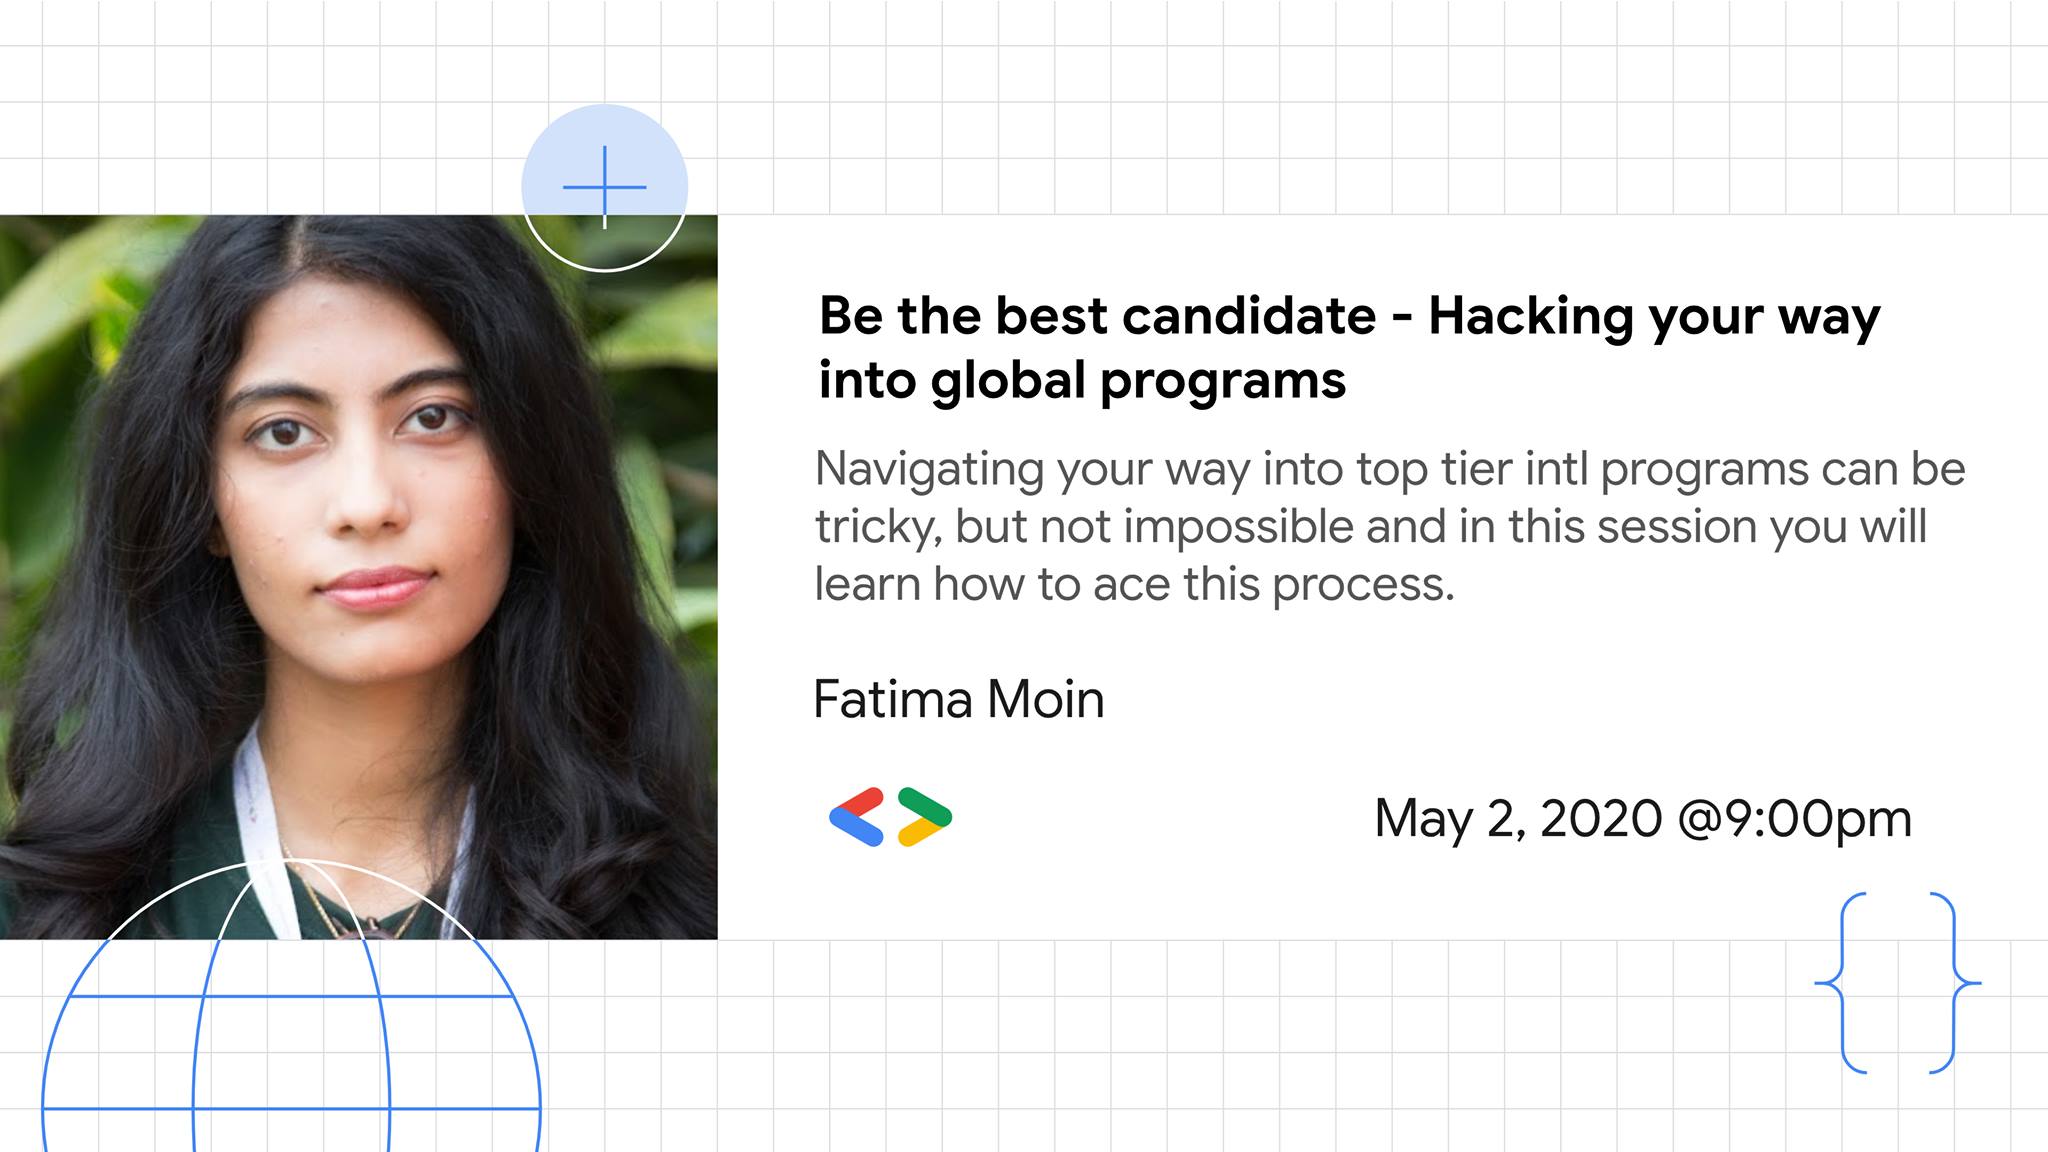 Be the best candidate - Hacking your way
into global programs
Navigating your way into top tier intl programs can be
tricky, but not impossible and in this session you will
learn how to ace this process.
Fatima Moin
May 2, 2020 @9:00pm